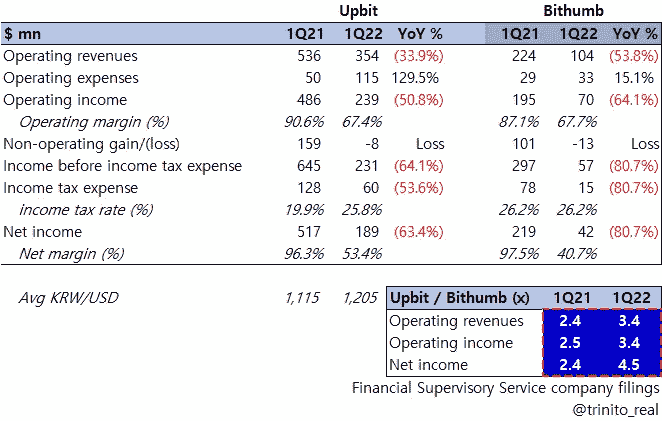 Upbit Bithumb
$ mn 1Q21 1Q22 YoY % 1Q21 1Q22 YoY %
Operating revenues 536 354 (33.9%) 224 104 (53.8%)
Operating expenses 50 115 129.5% 29 33 15.1%
Operating income 486 239 (50.8%) 195 70 (64.1%)
Operating margin (%) 90.6% 67.4% 87.1% 67.7%
Non-operating gain/(loss) 159 -8 Loss 101 -13 Loss
Income before income tax expense 645 231 (64.1%) 297 57 (80.7%)
Income tax expense 128 60 (53.6%) 78 15 (80.7%)
income tax rate (%) 19.9% 25.8% 26.2% 26.2%
Net income 517 189 (63.4%) 219 42 (80.7%)
Net margin (%) 96.3% 53.4% 97.5% 40.7%
Avg KRW/USD 1,115 1,205
Upbit / Bithumb (x) 1Q21 1Q22
Operating revenues 2.4 3.4
Operating income 2.5 3.4
Net income 2.4 4.5
Financial Supervisory Service company filings
@trinito_real